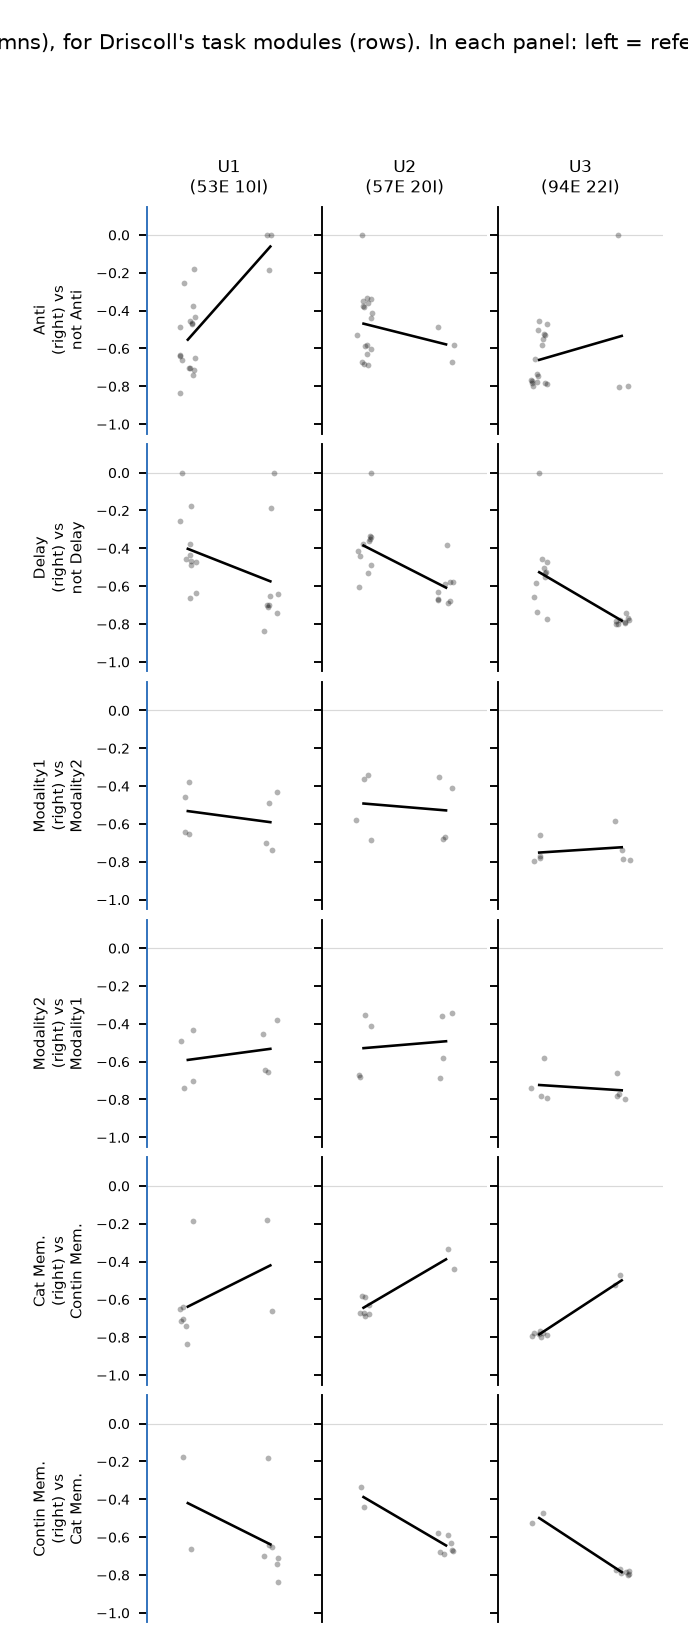 mns), for Driscoll's task modules (rows). In each panel: left = refe
U1
(53E 10I)
U2
(57E 20I)
U3
(94E 22I)
Anti
(right) vs
not Anti
0.0
−0.2
−0.4
−0.6
−0.8
−1.0
Delay
(right) vs
not Delay
0.0
−0.2
−0.4
−0.6
−0.8
−1.0
Modality1
(right) vs
Modality2
0.0
−0.2
−0.4
−0.6
−0.8
−1.0
Modality2
(right) vs
Modality1
0.0
−0.2
−0.4
−0.6
−0.8
−1.0
Cat Mem.
(right) vs
Contin Mem.
0.0
−0.2
−0.4
−0.6
−0.8
−1.0
Contin Mem.
(right) vs
Cat Mem.
0.0
−0.2
−0.4
−0.6
−0.8
−1.0